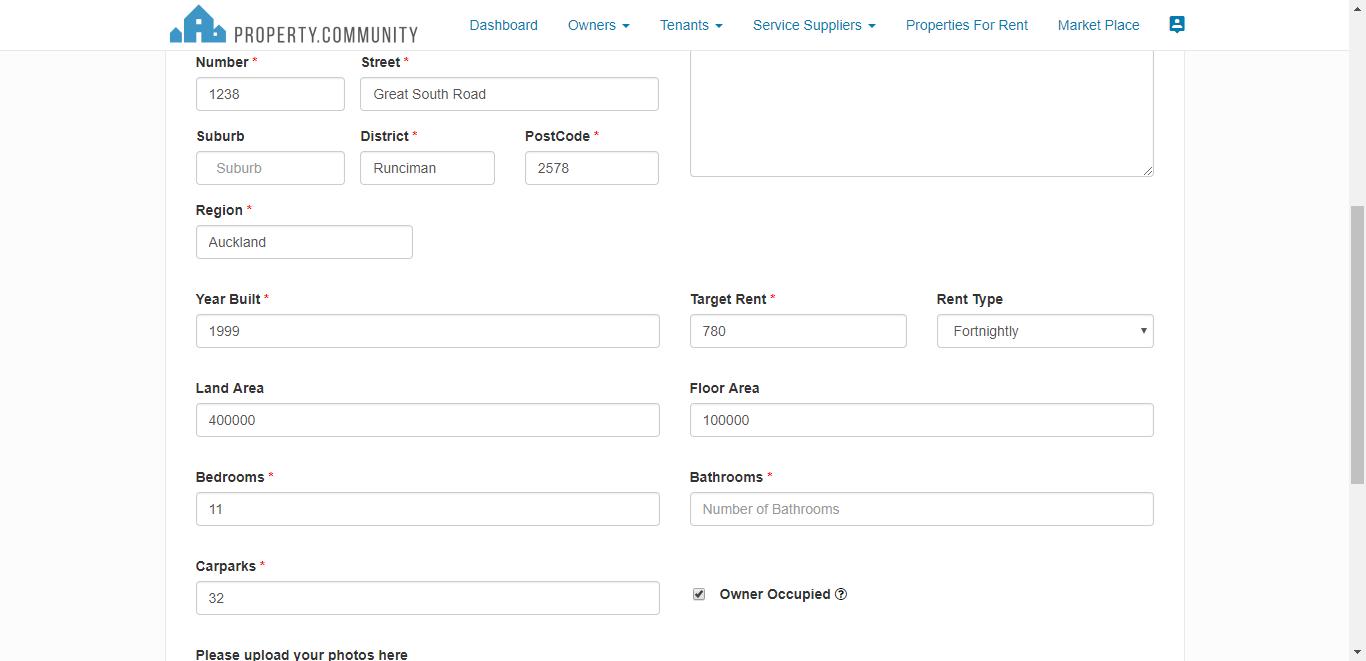 PROPERTY.COMMUNITY
Dashboard Owners Tenants Service Suppliers Properties For Rent Market Place
Number * Street *
1238 Great South Road
Suburb District * PostCode *
Suburb Runciman 2578
Region *
Auckland
Year Built * Target Rent * Rent Type
1999 780 Fortnightly
Land Area Floor Area
400000 100000
Bedrooms * Bathrooms *
11 Number of Bathrooms
Carparks *
32 Owner Occupied ?
Please upload your photos here